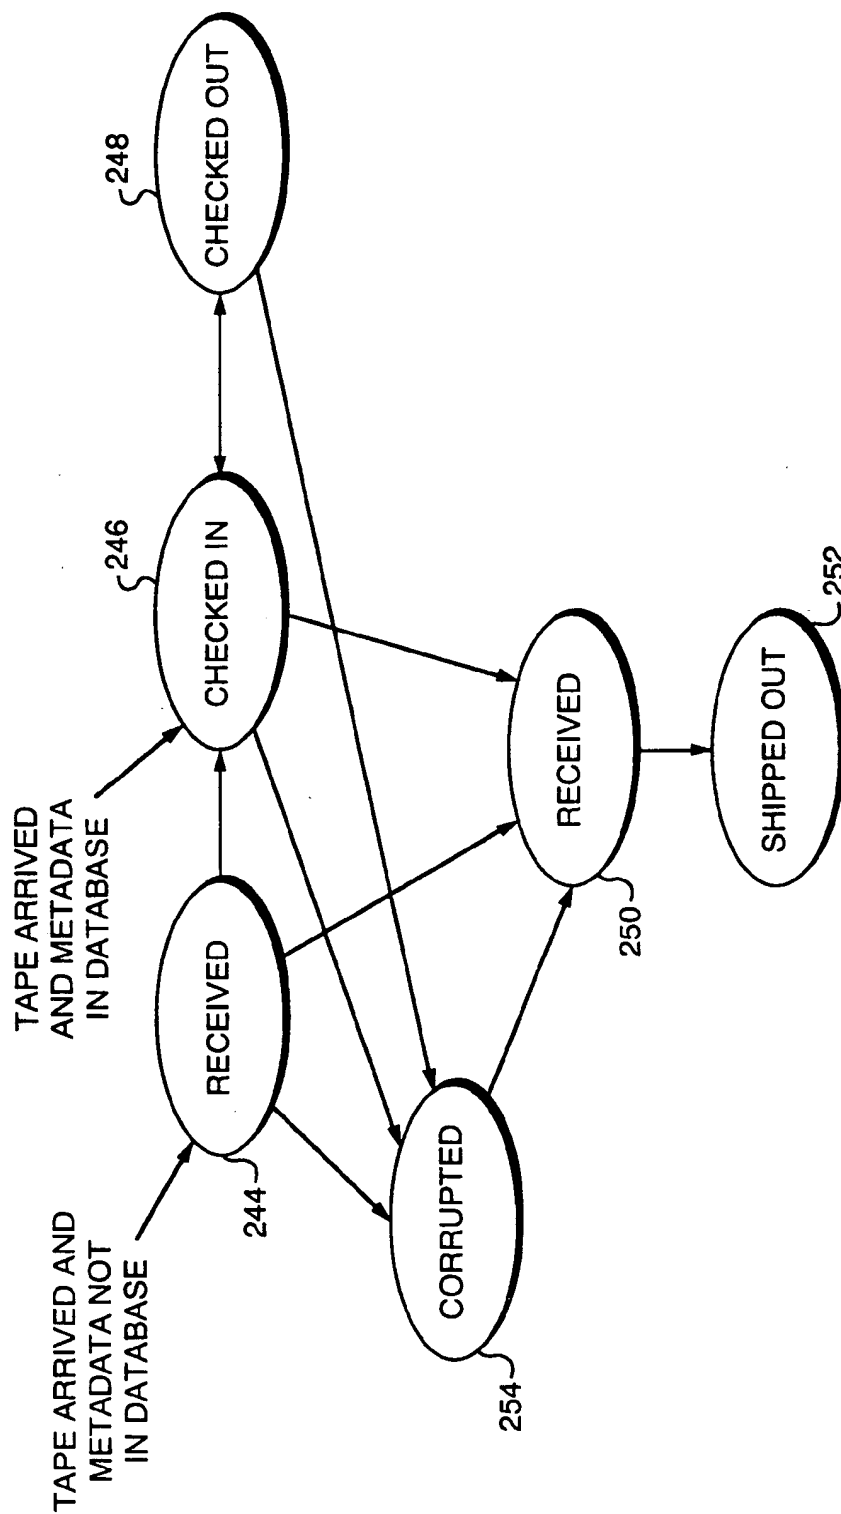 TAPE ARRIVED AND
METADATA NOT
IN DATABASE
TAPE ARRIVED
AND METADATA
IN DATABASE
244
RECEIVED
246
CHECKED IN
248
CHECKED OUT
254
CORRUPTED
250
RECEIVED
252
SHIPPED OUT